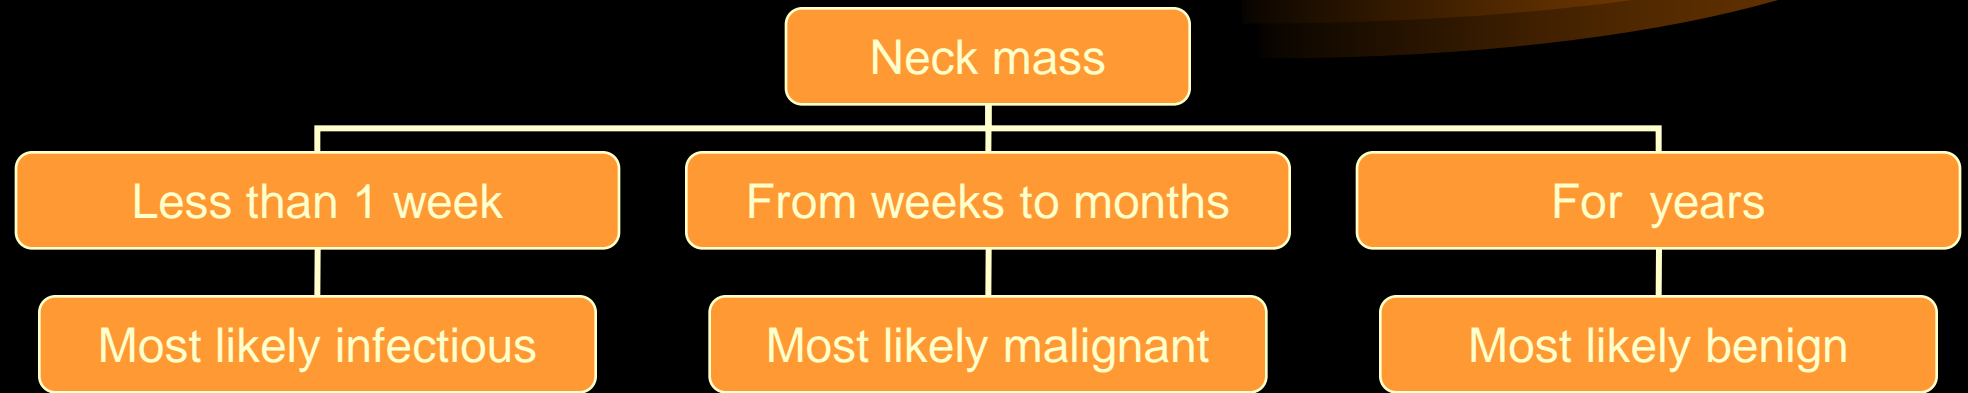 Neck mass
Less than 1 week
From weeks to months
For years
Most likely infectious
Most likely malignant
Most likely benign